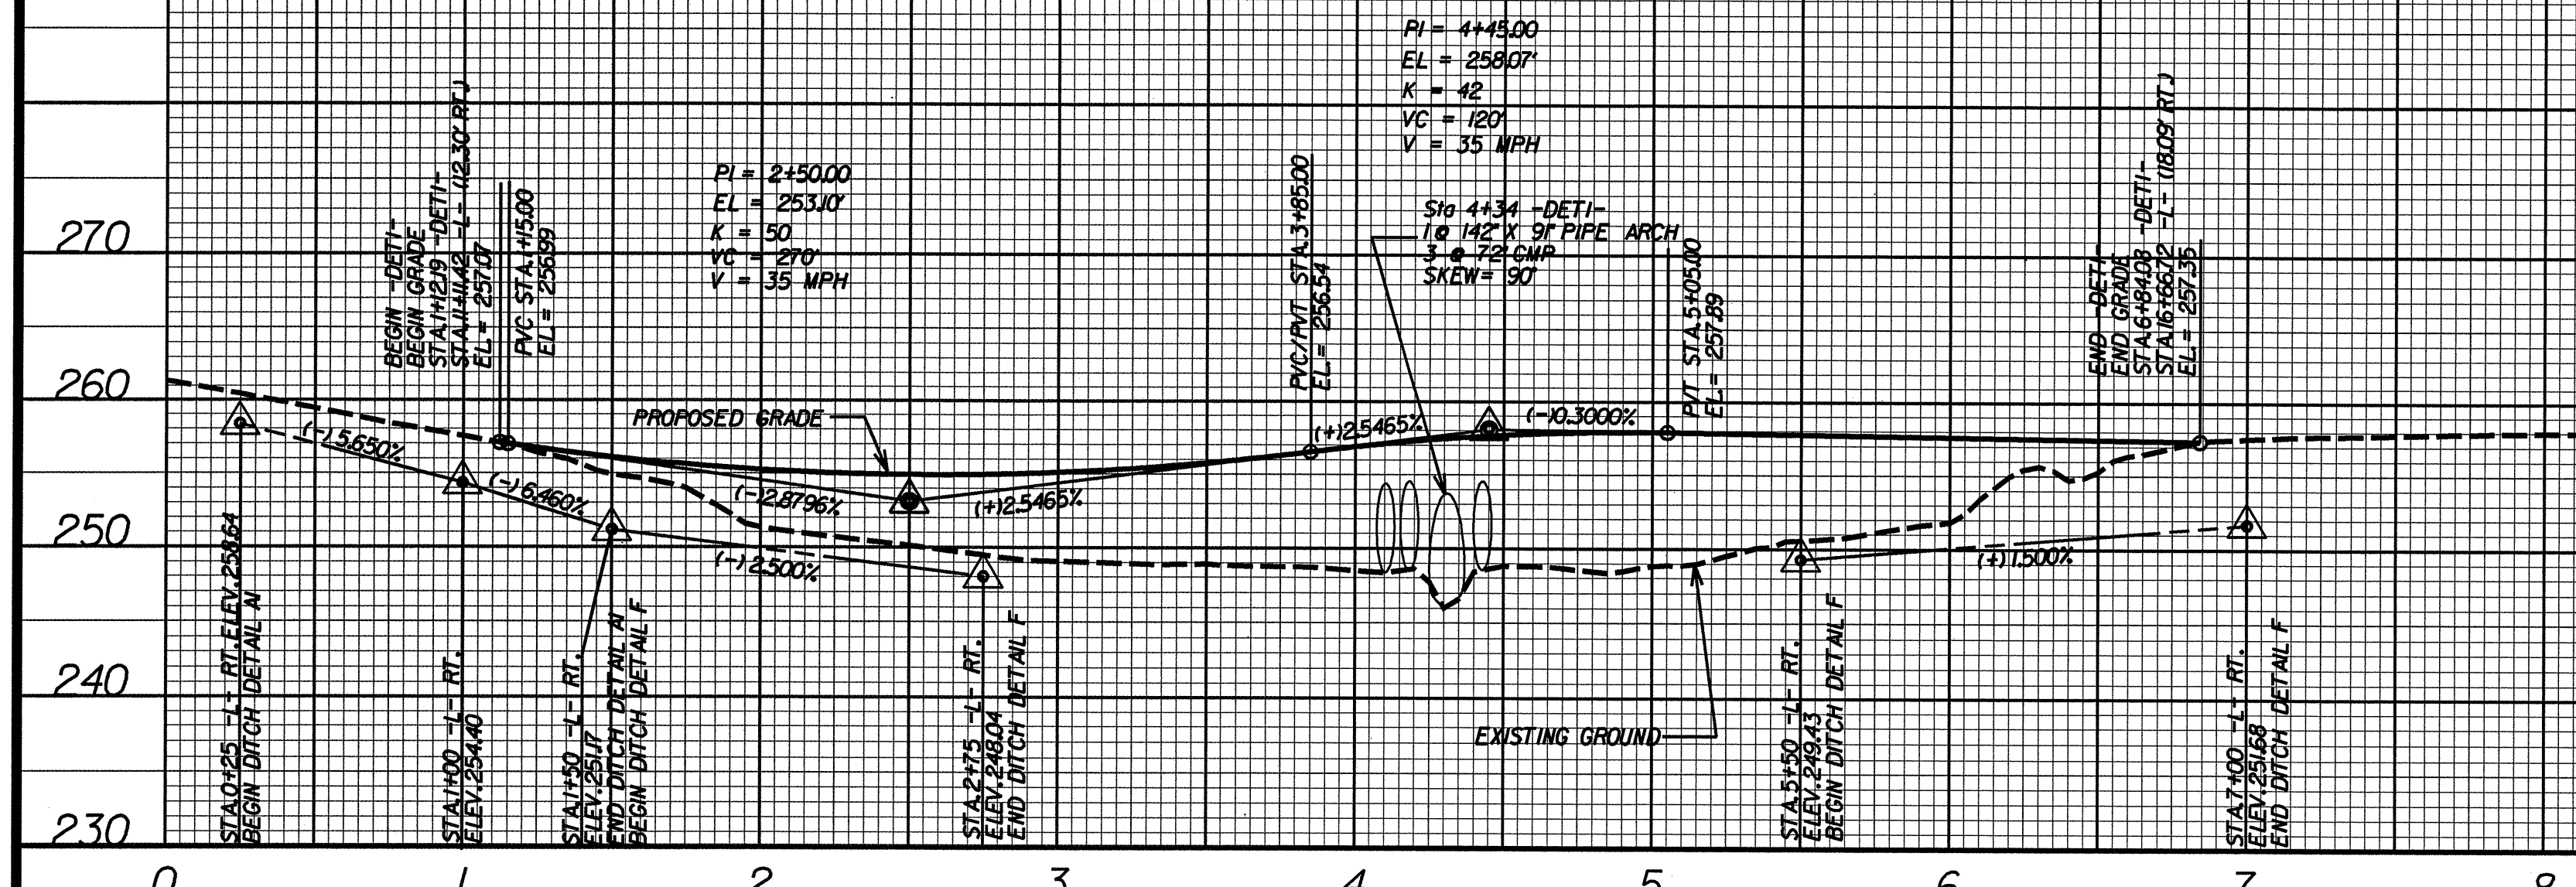 PI = 4+45.00
EL = 258.07'
K = 42
VC = 120'
V = 35 MPH
PI = 2+50.00
EL = 253.10'
K = 50
VC = 270'
V = 35 MPH
Sta 4+34 -DET1-
1 @ 142" X 91" PIPE ARCH
3 @ 72" CMP
SKEW= 90°
BEGIN -DET1-
BEGIN GRADE
STA.1+12.19 -DET1-
STA.11+11.42 -L- (12.30' RT.)
EL.= 257.07
PVC STA.1+15.00
EL.= 256.99
PVC/PVT STA.3+85.00
EL.= 256.54
PVT STA.5+05.00
EL.= 257.89
END -DET1-
END GRADE
STA.6+84.08 -DET1-
STA.16+66.72 -L- (18.09' RT.)
EL.= 257.35
270
260
250
240
230
PROPOSED GRADE
(-)5.650%
(-)6.460%
(-)2.8796%
(+)2.5465%
(-)2.500%
(+)2.5465%
(-)0.3000%
(+)1.500%
EXISTING GROUND
STA.0+25 -L- RT.ELEV.258.64
BEGIN DITCH DETAIL A1
STA.1+00 -L- RT.
ELEV.254.40
STA.1+50 -L- RT.
ELEV.251.17
END DITCH DETAIL A1
BEGIN DITCH DETAIL F
STA.2+75 -L- RT.
ELEV.248.04
END DITCH DETAIL F
STA.5+50 -L- RT.
ELEV.249.43
BEGIN DITCH DETAIL F
STA.7+00 -L- RT.
ELEV.251.68
END DITCH DETAIL F
0 1 2 3 4 5 6 7 8